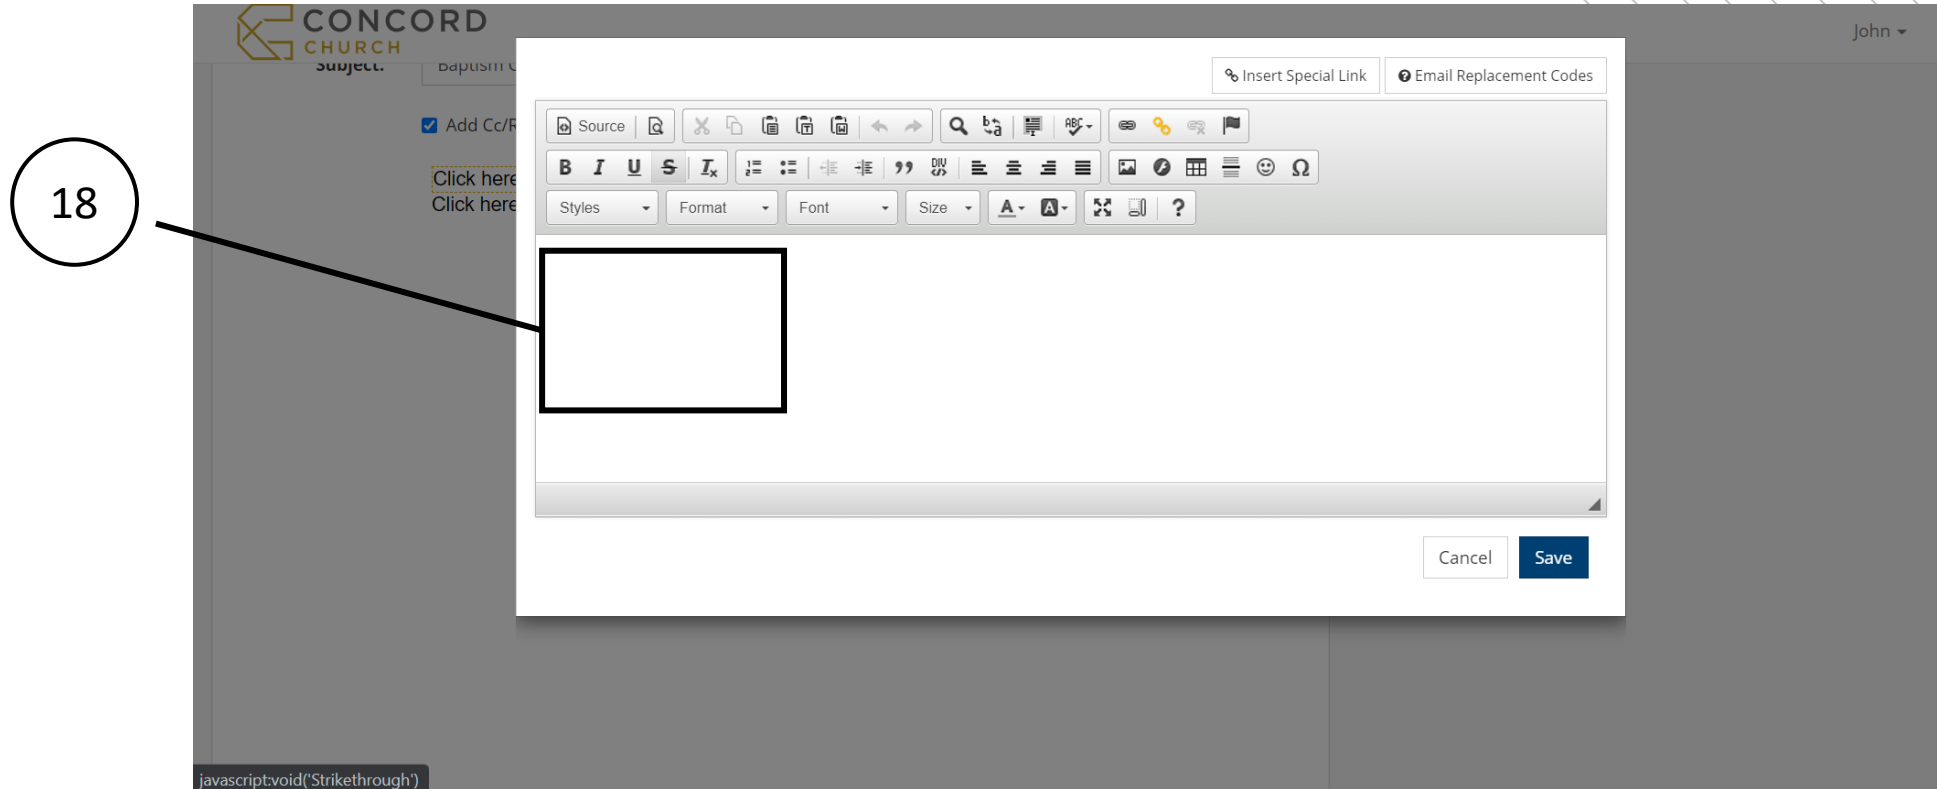 CONCORD
CHURCH
John
Subject:
Baptism
Insert Special Link
Email Replacement Codes
Add Cc/R
Source
Click here
Click here
Styles
Format
Font
Size
18
Cancel
Save
javascript:void('Strikethrough')